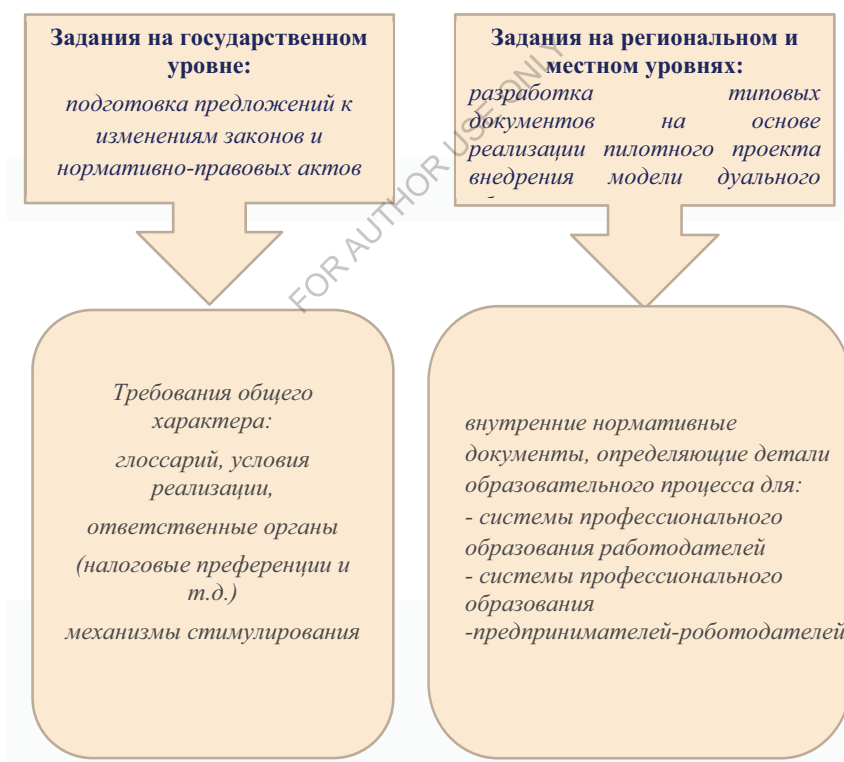 Задания на государственном
уровне:
подготовка предложений к
изменениям законов и
нормативно-правовых актов
Задания на региональном и
местном уровнях:
разработка типовых
документов на основе
реализации пилотного проекта
внедрения модели дуального
FOR AUTHOR USE ONLY
Требования общего
характера:
глоссарий, условия
реализации,
ответственные органы
(налоговые преференции и
т.д.)
механизмы стимулирования
внутренние нормативные
документы, определяющие детали
образовательного процесса для:
- системы профессионального
образования работодателей
- системы профессионального
образования
-предпринимателей-роботодателей